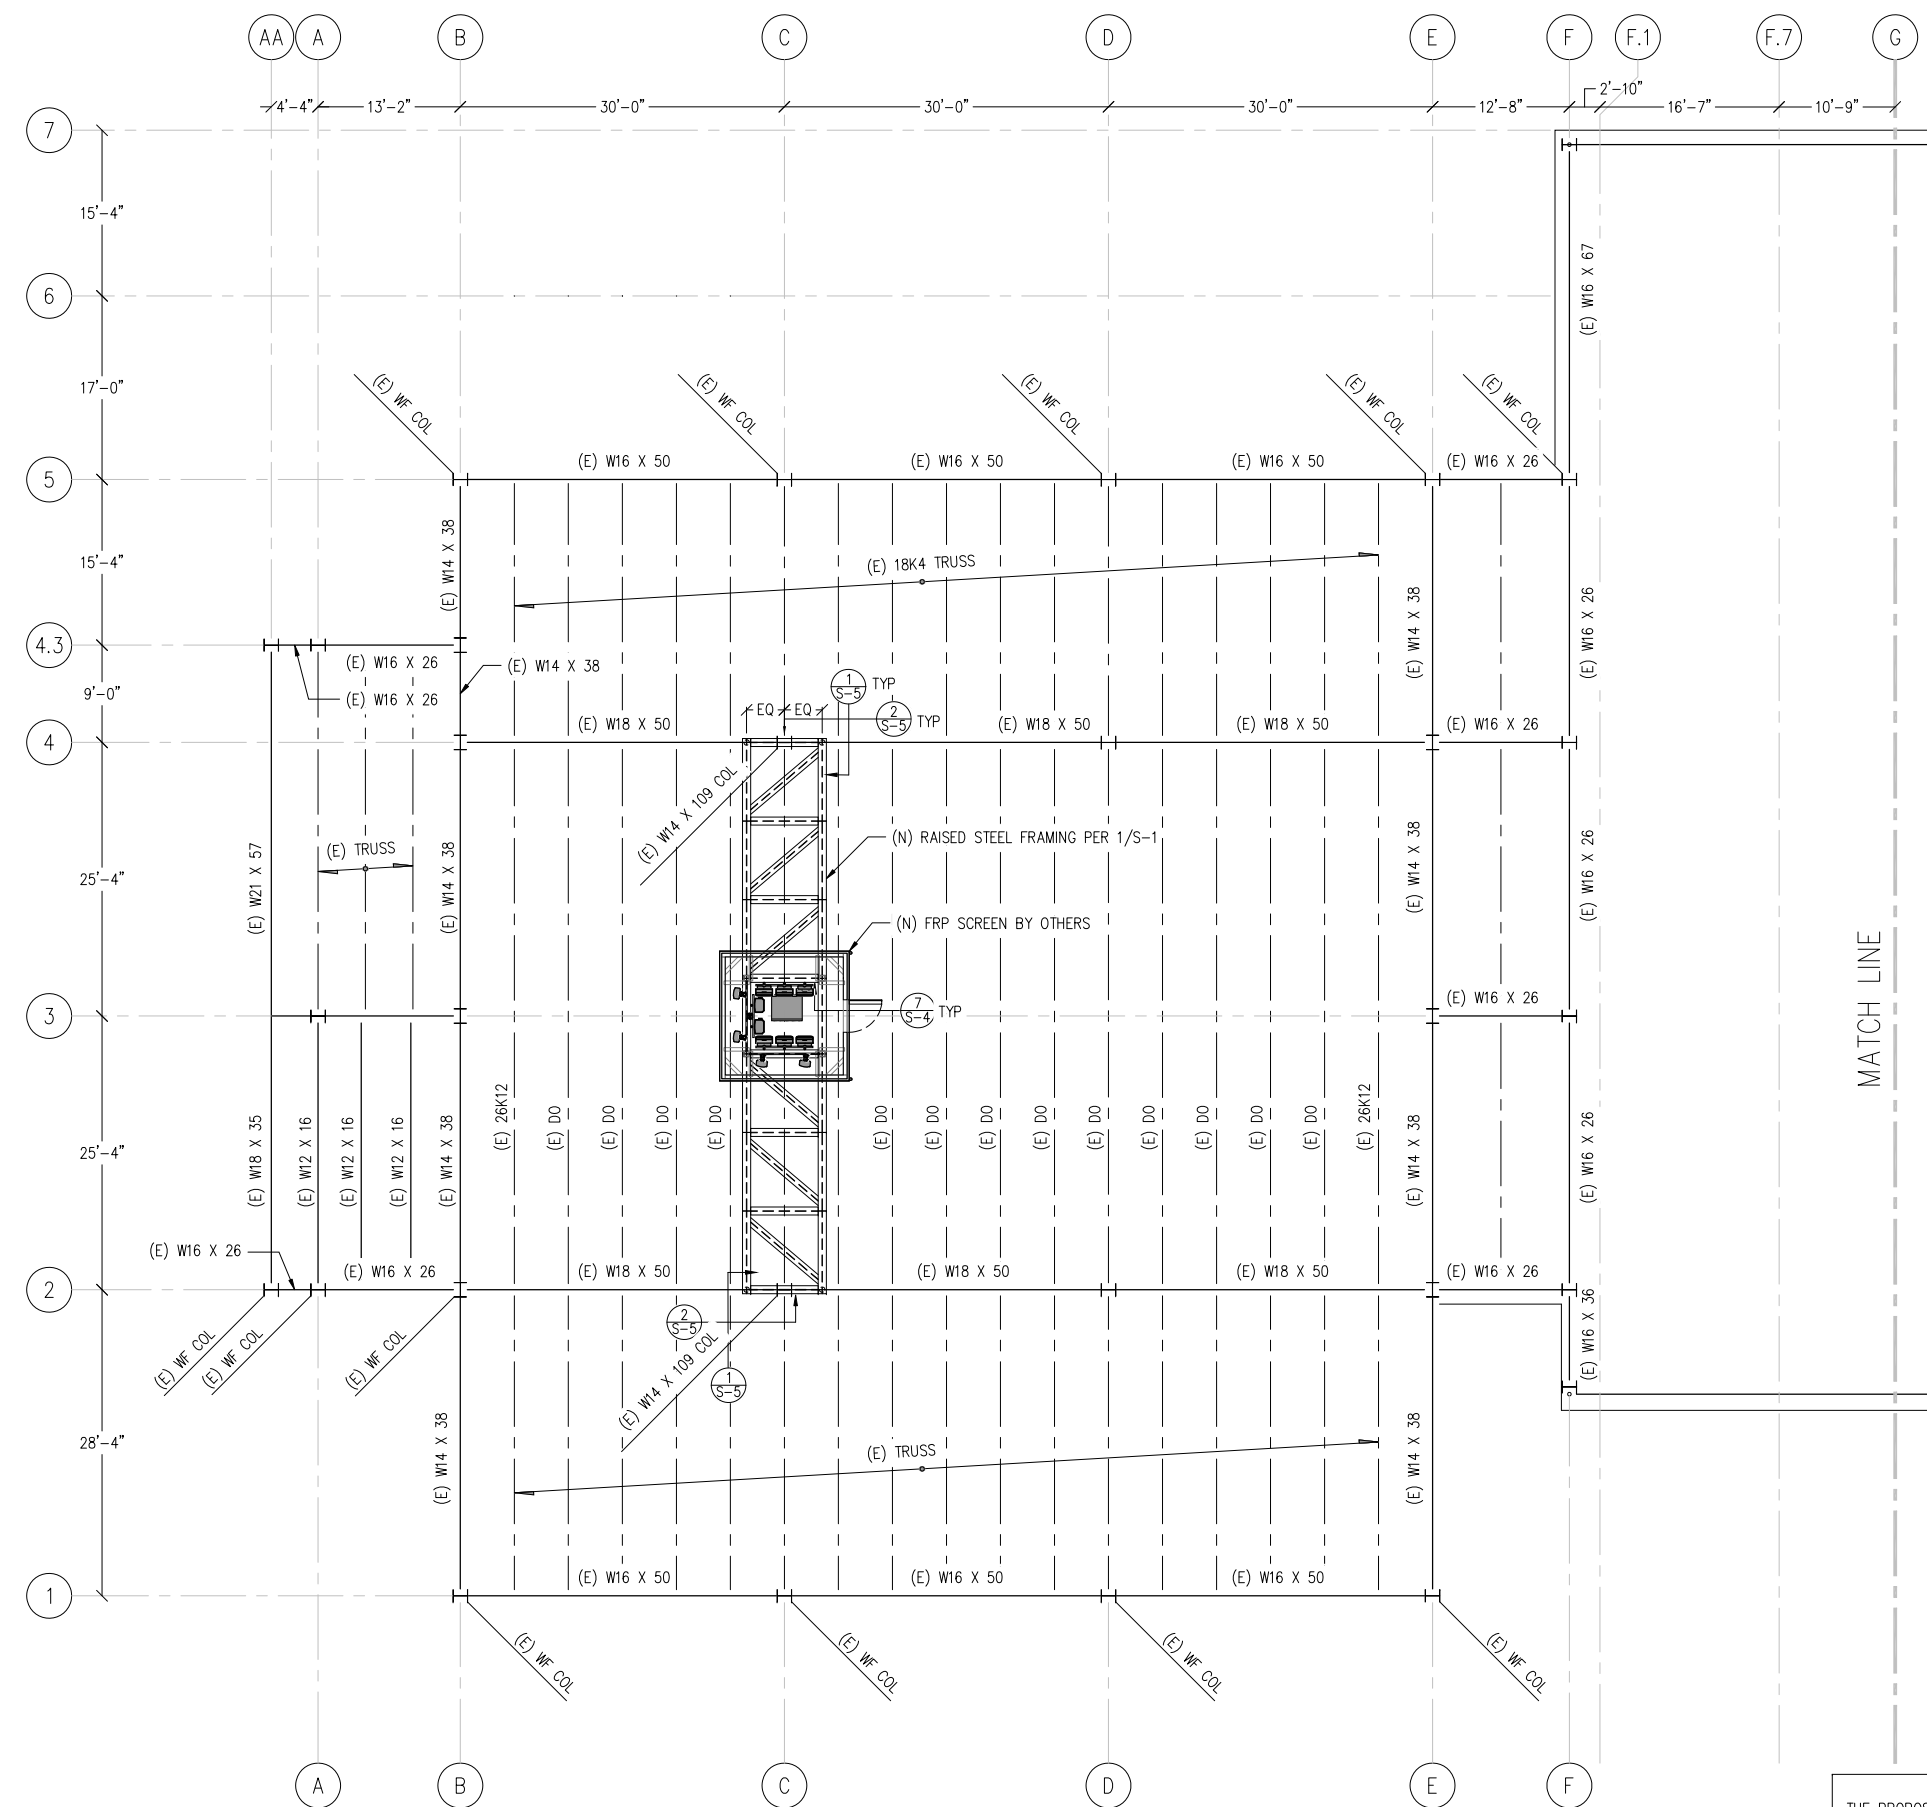 AA A B C D E F F.1 F.7 G
4'-4" 13'-2" 30'-0" 30'-0" 30'-0" 12'-8" 2'-10" 16'-7" 10'-9"
7
15'-4"
(E) W16 X 67
6
17'-0"
(E) WF COL (E) WF COL (E) WF COL (E) WF COL (E) WF COL
(E) W16 X 50 (E) W16 X 50 (E) W16 X 50 (E) W16 X 26
5
15'-4"
(E) W14 X 38
(E) 18K4 TRUSS
(E) W14 X 38
(E) W16 X 26
4.3
(E) W16 X 26
(E) W14 X 38
(E) W16 X 26
9'-0"
1 S-5 TYP
EQ EQ
2 S-5 TYP
(E) W18 X 50 (E) W18 X 50 (E) W18 X 50 (E) W16 X 26
4
(E) W14 X 109 COL
(N) RAISED STEEL FRAMING PER 1/S-1
(E) TRUSS
25'-4"
(E) W21 X 57
(E) W14 X 38
(E) W14 X 38
(E) W16 X 26
(N) FRP SCREEN BY OTHERS
MATCH LINE
(E) W16 X 26
7 S-4 TYP
3
25'-4"
(E) W18 X 35
(E) W12 X 16
(E) W12 X 16
(E) W12 X 16
(E) W14 X 38
(E) 26K12
(E) DO
(E) DO
(E) DO
(E) DO
(E) DO
(E) DO
(E) DO
(E) DO
(E) DO
(E) DO
(E) DO
(E) DO
(E) DO
(E) 26K12
(E) W14 X 38
(E) W16 X 26
(E) W16 X 26
(E) W16 X 26 (E) W18 X 50 (E) W18 X 50 (E) W18 X 50 (E) W16 X 26
2
2 S-5
(E) WF COL (E) WF COL (E) WF COL
1 S-5
(E) W14 X 109 COL
(E) W16 X 36
28'-4"
(E) W14 X 38
(E) TRUSS
(E) W14 X 38
(E) W16 X 50 (E) W16 X 50 (E) W16 X 50
1
(E) WF COL (E) WF COL (E) WF COL (E) WF COL
A B C D E F